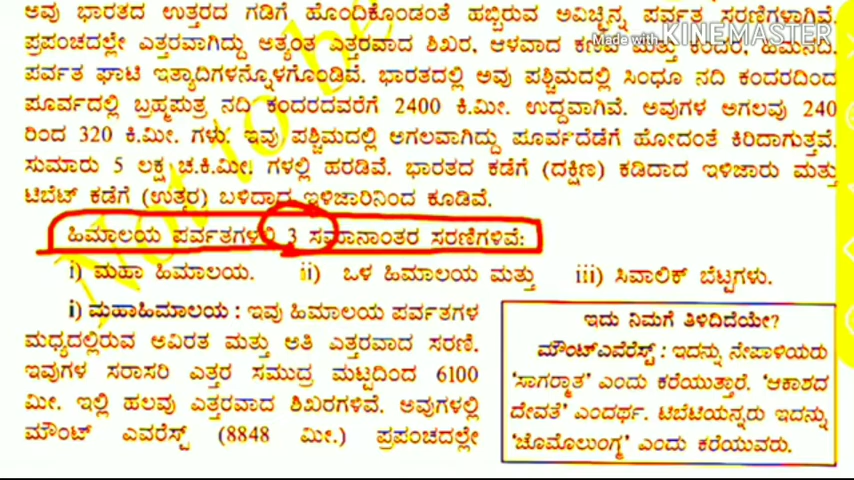 ಅವು ಭಾರತದ ಉತ್ತರದ ಗಡಿಗೆ ಹೊಂದಿಕೊಂಡಂತೆ ಹಬ್ಬಿರುವ ಅವಿಚ್ಛಿನ್ನ ಪರ್ವತ ಸರಣಿಗಳಾಗಿವೆ.
ಪ್ರಪಂಚದಲ್ಲೇ ಎತ್ತರವಾಗಿದ್ದು ಅತ್ಯಂತ ಎತ್ತರವಾದ ಶಿಖರ, ಆಳವಾದ ಮತ್ತು
Made with KINEMASTER
ಪರ್ವತ ಘಾಟಿ ಇತ್ಯಾದಿಗಳನ್ನೊಳಗೊಂಡಿವೆ. ಭಾರತದಲ್ಲಿ ಅವು ಪಶ್ಚಿಮದಲ್ಲಿ ಸಿಂಧೂ ನದಿ ಕಂದರದಿಂದ
ಪೂರ್ವದಲ್ಲಿ ಬ್ರಹ್ಮಪುತ್ರ ನದಿ ಕಂದರದವರೆಗೆ 2400 ಕಿ.ಮೀ. ಉದ್ದವಾಗಿವೆ. ಅವುಗಳ ಅಗಲವು 240
ರಿಂದ 320 ಕಿ.ಮೀ. ಗಳು. ಇವು ಪಶ್ಚಿಮದಲ್ಲಿ ಅಗಲವಾಗಿದ್ದು ಪೂರ್ವದೆಡೆಗೆ ಹೋದಂತೆ ಕಿರಿದಾಗುತ್ತವೆ.
ಸುಮಾರು 5 ಲಕ್ಷ ಚ.ಕಿ.ಮೀ. ಗಳಲ್ಲಿ ಹರಡಿವೆ. ಭಾರತದ ಕಡೆಗೆ (ದಕ್ಷಿಣ) ಕಡಿದಾದ ಇಳಿಜಾರು ಮತ್ತು
ಟಿಬೆಟ್ ಕಡೆಗೆ (ಉತ್ತರ) ಬಳಿದಾದ ಇಳಿಜಾರಿನಿಂದ ಕೂಡಿವೆ.
ಹಿಮಾಲಯ ಪರ್ವತಗಳಲ್ಲಿ 3 ಸಮಾನಾಂತರ ಸರಣಿಗಳಿವೆ:
i) ಮಹಾ ಹಿಮಾಲಯ. ii) ಒಳ ಹಿಮಾಲಯ ಮತ್ತು iii) ಸಿವಾಲಿಕ್ ಬೆಟ್ಟಗಳು.
i) ಮಹಾಹಿಮಾಲಯ : ಇವು ಹಿಮಾಲಯ ಪರ್ವತಗಳ
ಮಧ್ಯದಲ್ಲಿರುವ ಅವಿರತ ಮತ್ತು ಅತಿ ಎತ್ತರವಾದ ಸರಣಿ.
ಇವುಗಳ ಸರಾಸರಿ ಎತ್ತರ ಸಮುದ್ರ ಮಟ್ಟದಿಂದ 6100
ಮೀ. ಇಲ್ಲಿ ಹಲವು ಎತ್ತರವಾದ ಶಿಖರಗಳಿವೆ. ಅವುಗಳಲ್ಲಿ
ಮೌಂಟ್ ಎವರೆಸ್ಟ್ (8848 ಮೀ.) ಪ್ರಪಂಚದಲ್ಲೇ
ಇದು ನಿಮಗೆ ತಿಳಿದಿದೆಯೇ?
ಮೌಂಟ್‌ಎವರೆಸ್ಟ್ : ಇದನ್ನು ನೇಪಾಳಿಯರು
'ಸಾಗರ್‍ಮಾತ' ಎಂದು ಕರೆಯುತ್ತಾರೆ. 'ಆಕಾಶದ
ದೇವತೆ' ಎಂದರ್ಥ. ಟಿಬೆಟಿಯನ್ನರು ಇದನ್ನು
'ಚೊಮೊಲುಂಗ್ಮ' ಎಂದು ಕರೆಯುವರು.
Not to be